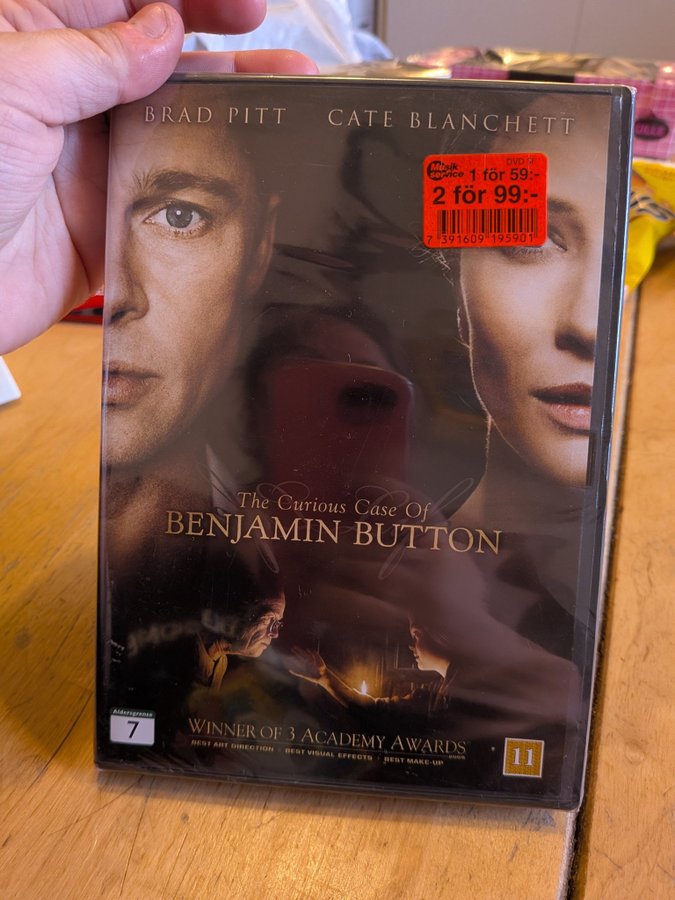 BRAD PITT CATE BLANCHETT
DVD
Musik service 1 för 59:-
2 för 99:-
7 391609 195901
The Curious Case Of
BENJAMIN BUTTON
Aldersgrense
7
WINNER OF 3 ACADEMY AWARDS
BEST ART DIRECTION BEST VISUAL EFFECTS BEST MAKE-UP
11